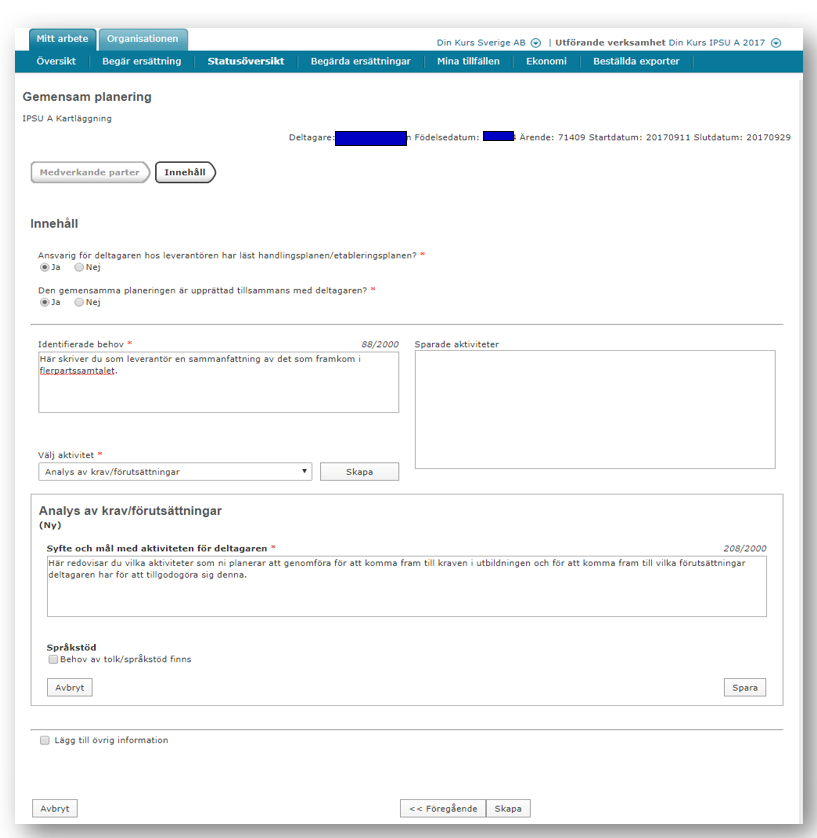 Mitt arbete Organisationen
Din Kurs Sverige AB | Utförande verksamhet Din Kurs IPSU A 2017
Översikt Begär ersättning Statusöversikt Begärda ersättningar Mina tillfällen Ekonomi Beställda exporter
Gemensam planering
IPSU A Kartläggning
Deltagare: Födelsedatum: Ärende: 71409 Startdatum: 20170911 Slutdatum: 20170929
Medverkande parter Innehåll
Innehåll
Ansvarig för deltagaren hos leverantören har läst handlingsplanen/etableringsplanen? *
Ja Nej
Den gemensamma planeringen är upprättad tillsammans med deltagaren? *
Ja Nej
Identifierade behov * 88/2000 Sparade aktiviteter
Här skriver du som leverantör en sammanfattning av det som framkom i
flerpartssamtalet.
Välj aktivitet *
Analys av krav/förutsättningar Skapa
Analys av krav/förutsättningar
(Ny)
Syfte och mål med aktiviteten för deltagaren * 208/2000
Här redovisar du vilka aktiviteter som ni planerar att genomföra för att komma fram till kraven i utbildningen och för att komma fram till vilka förutsättningar
deltagaren har för att tillgodogöra sig denna.
Språkstöd
Behov av tolk/språkstöd finns
Avbryt Spara
Lägg till övrig information
Avbryt << Föregående Skapa